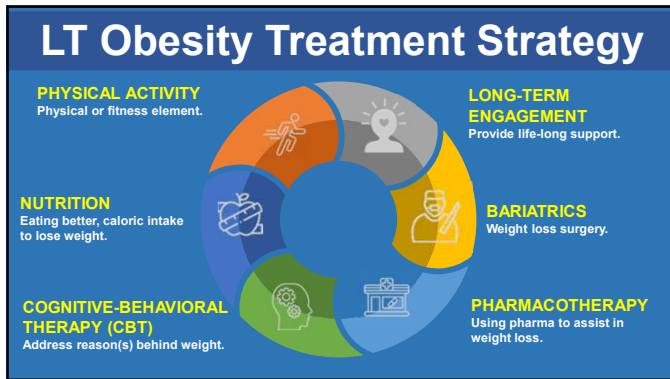 LT Obesity Treatment Strategy
PHYSICAL ACTIVITY
Physical or fitness element.
LONG-TERM
ENGAGEMENT
Provide life-long support.
NUTRITION
Eating better, caloric intake
to lose weight.
BARIATRICS
Weight loss surgery.
COGNITIVE-BEHAVIORAL
THERAPY (CBT)
Address reason(s) behind weight.
PHARMACOTHERAPY
Using pharma to assist in
weight loss.